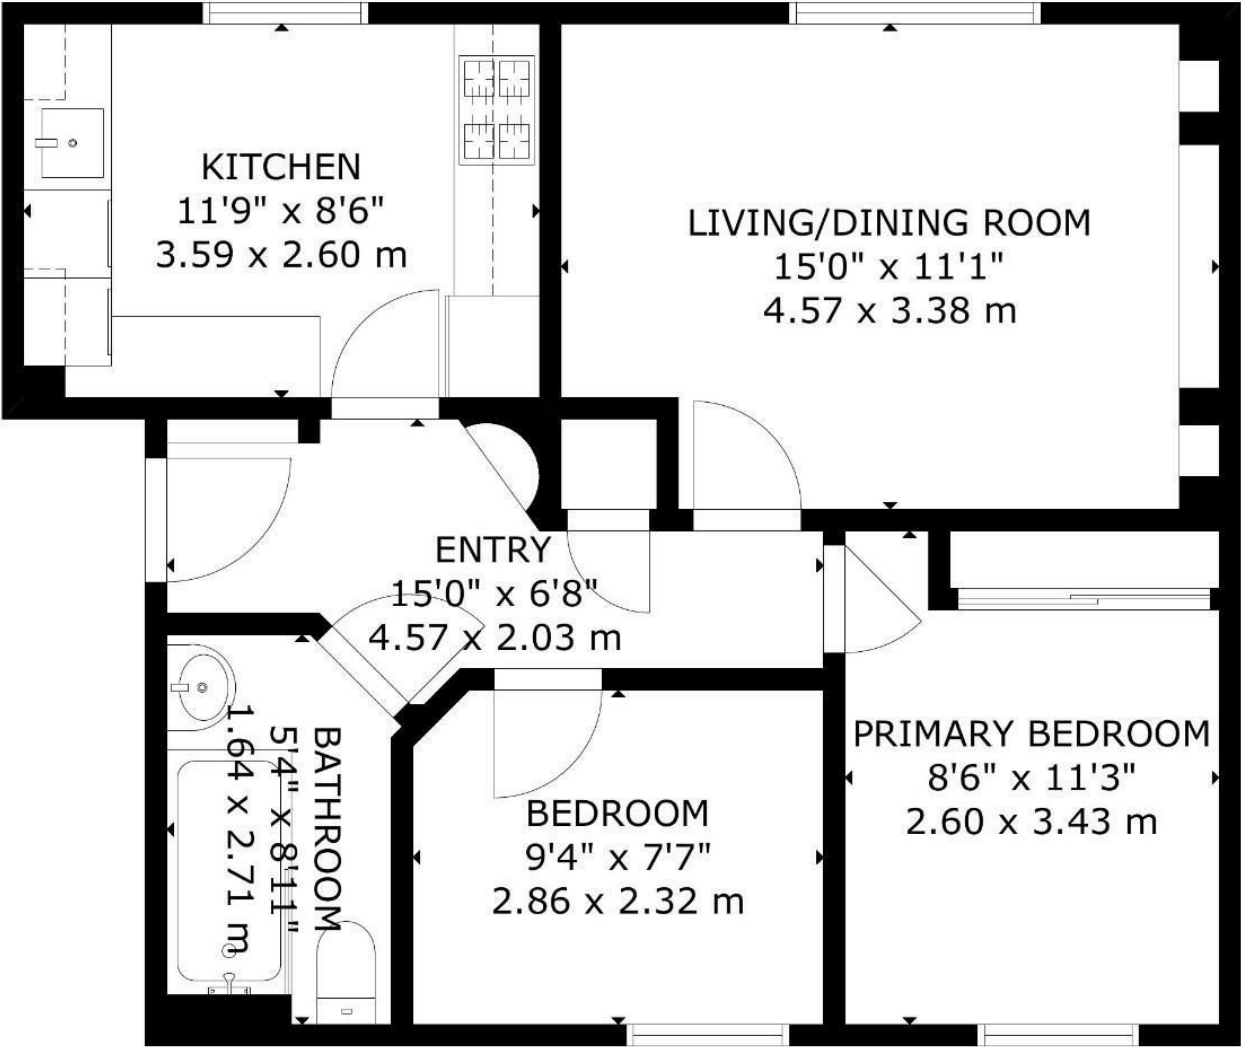 KITCHEN
11'9" x 8'6"
3.59 x 2.60 m
LIVING/DINING ROOM
15'0" x 11'1"
4.57 x 3.38 m
ENTRY
15'0" x 6'8"
4.57 x 2.03 m
BATHROOM
5'4" x 8'11"
1.64 x 2.71 m
BEDROOM
9'4" x 7'7"
2.86 x 2.32 m
PRIMARY BEDROOM
8'6" x 11'3"
2.60 x 3.43 m